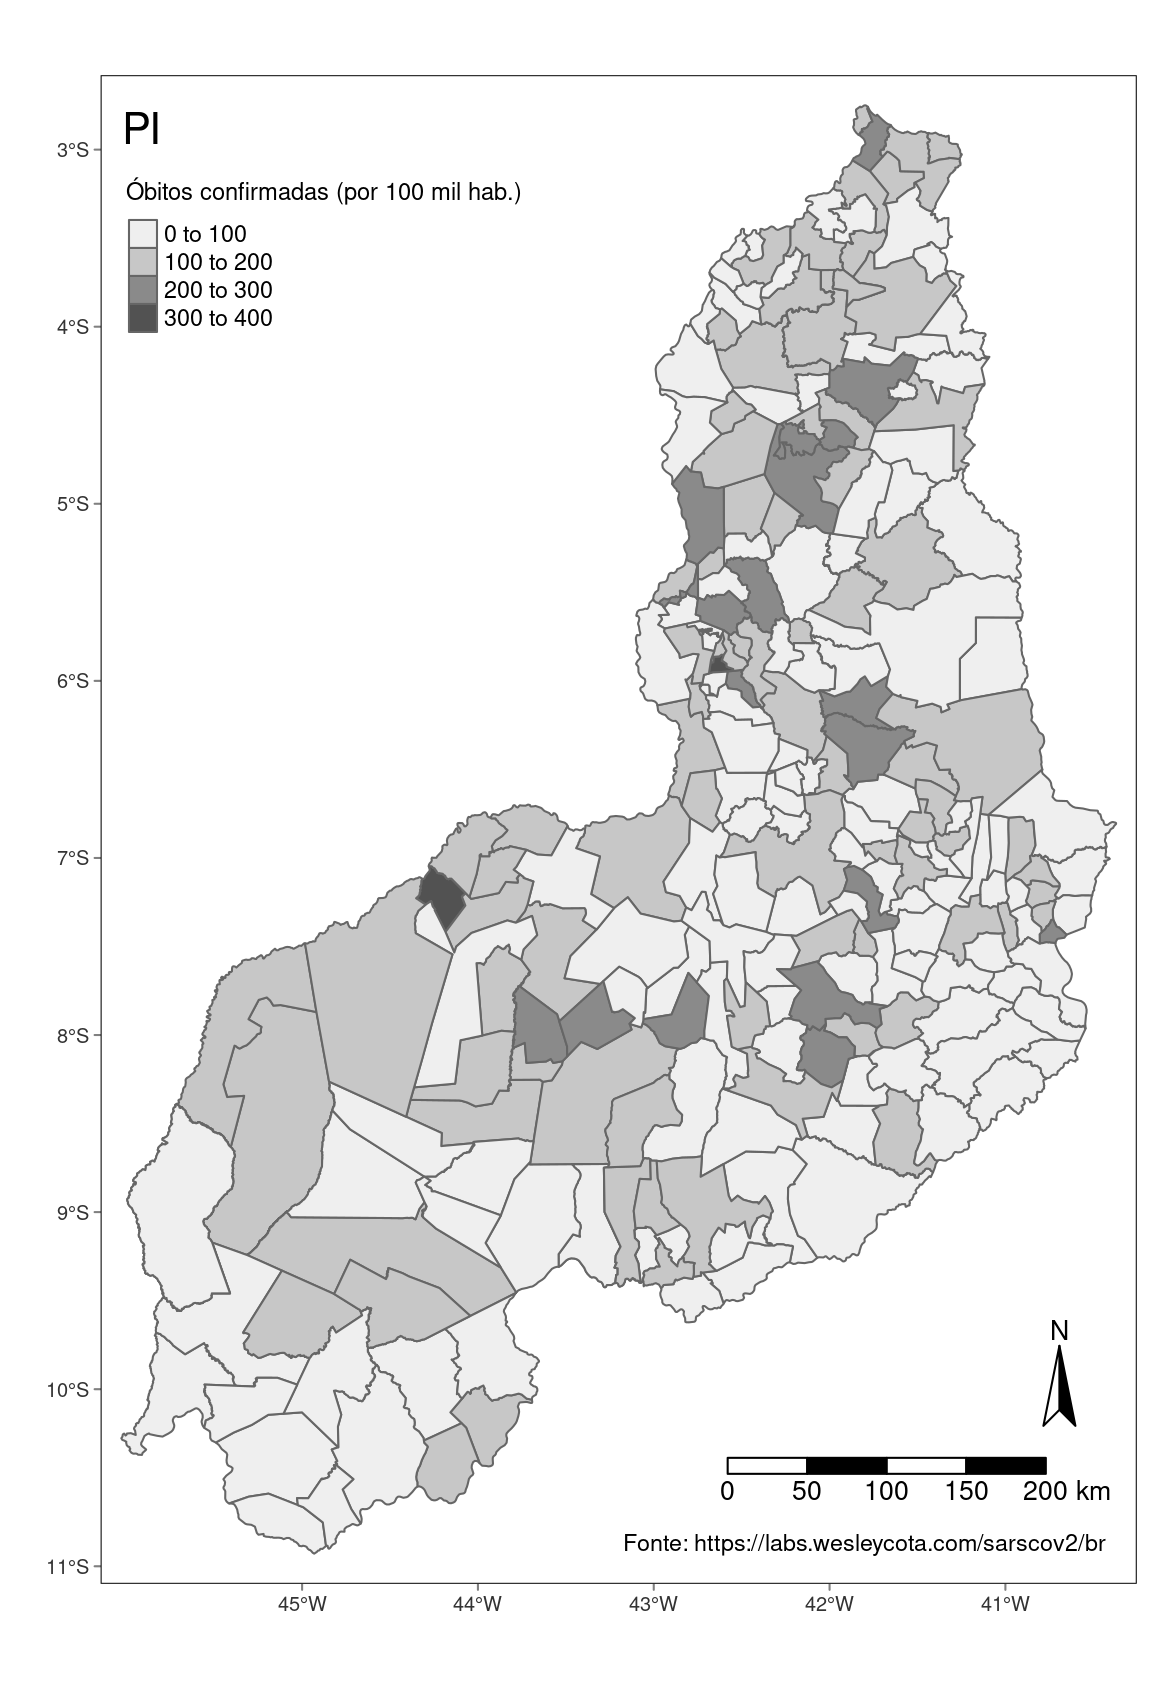 PI
Óbitos confirmadas (por 100 mil hab.)
0 to 100
100 to 200
200 to 300
300 to 400
3°S
4°S
5°S
6°S
7°S
8°S
9°S
10°S
11°S
N
0 50 100 150 200 km
Fonte: https://labs.wesleycota.com/sarscov2/br
45°W 44°W 43°W 42°W 41°W